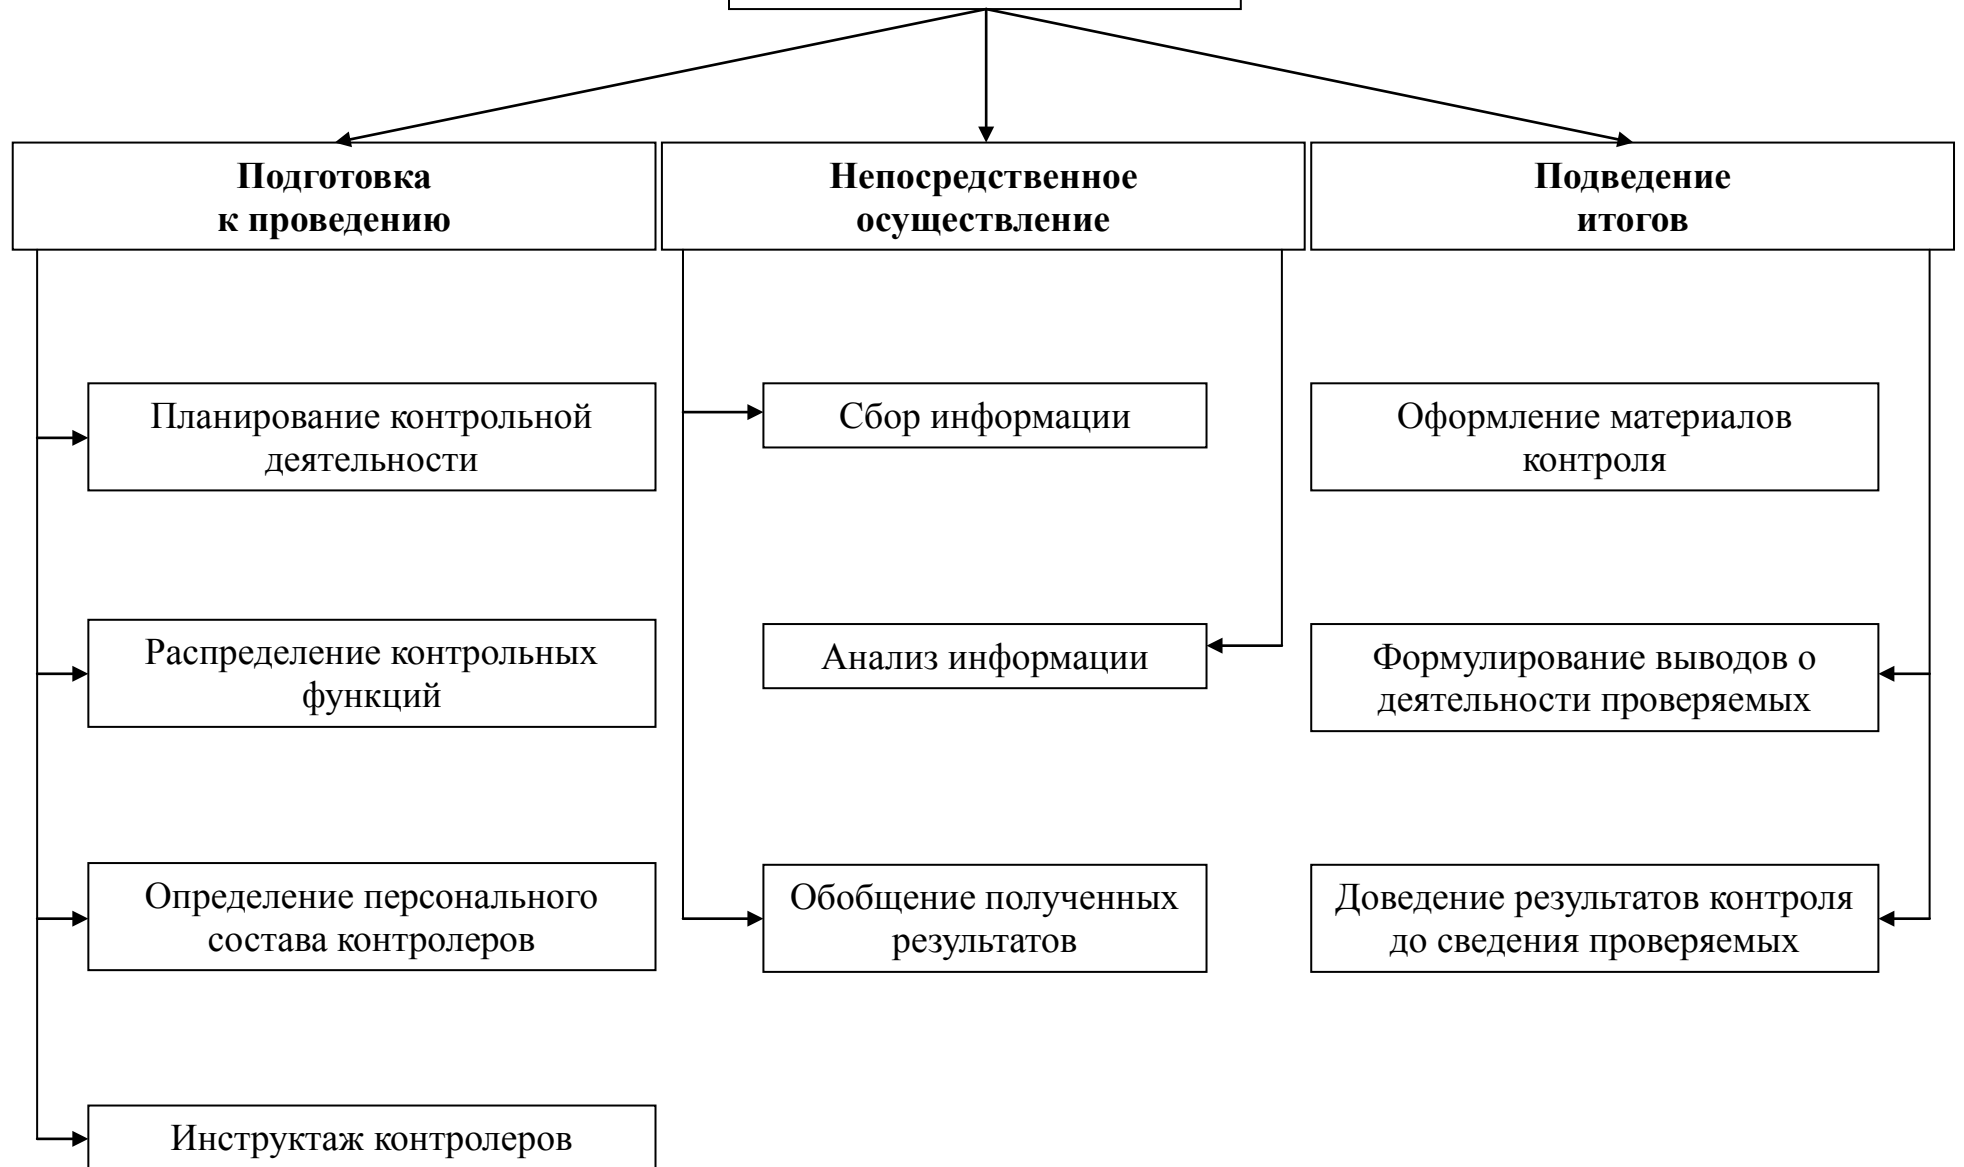 Подготовка
к проведению
Непосредственное
осуществление
Подведение
итогов
Планирование контрольной
деятельности
Сбор информации
Оформление материалов
контроля
Распределение контрольных
функций
Анализ информации
Формулирование выводов о
деятельности проверяемых
Определение персонального
состава контролеров
Обобщение полученных
результатов
Доведение результатов контроля
до сведения проверяемых
Инструктаж контролеров